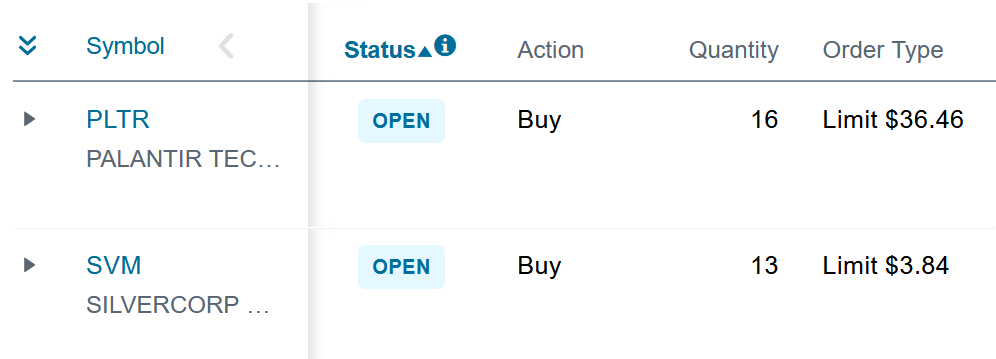 Symbol Status Action Quantity Order Type
PLTR OPEN Buy 16 Limit $36.46
PALANTIR TEC…
SVM OPEN Buy 13 Limit $3.84
SILVERCORP …